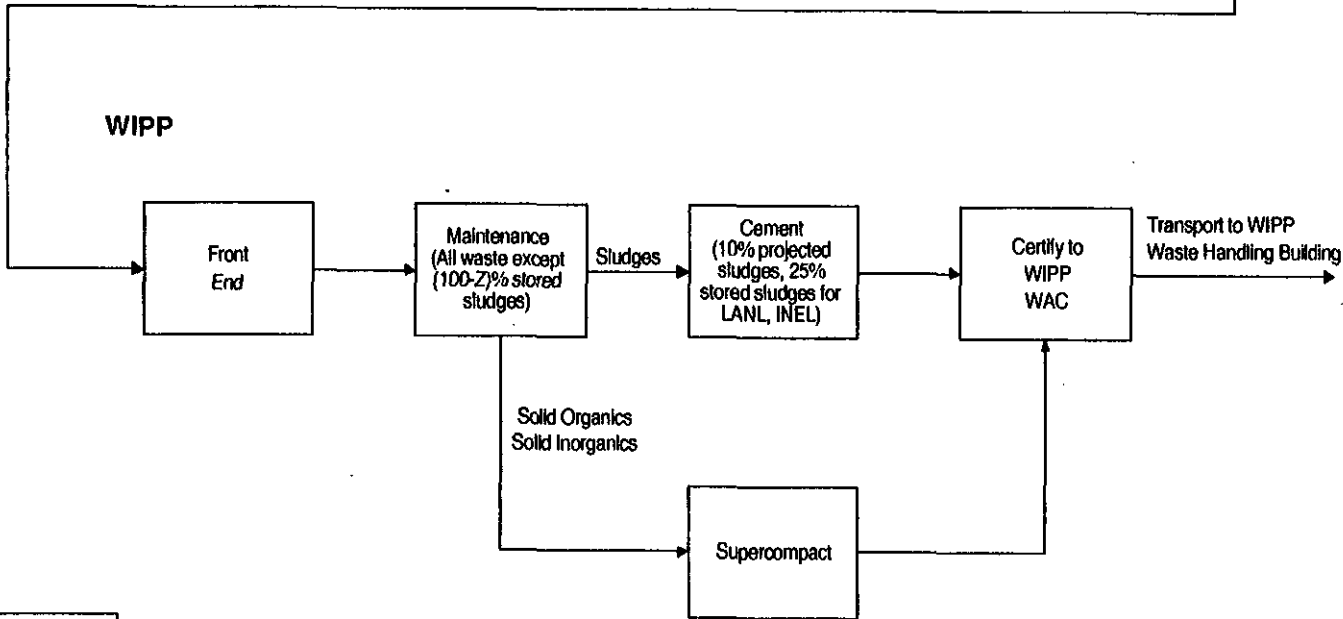 WIPP
Front
End
Maintenance
(All waste except
(100-Z)% stored
sludges)
Sludges
Cement
(10% projected
sludges, 25%
stored sludges for
LANL, INEL)
Certify to
WIPP
WAC
Transport to WIPP
Waste Handling Building
Solid Organics
Solid Inorganics
Supercompact